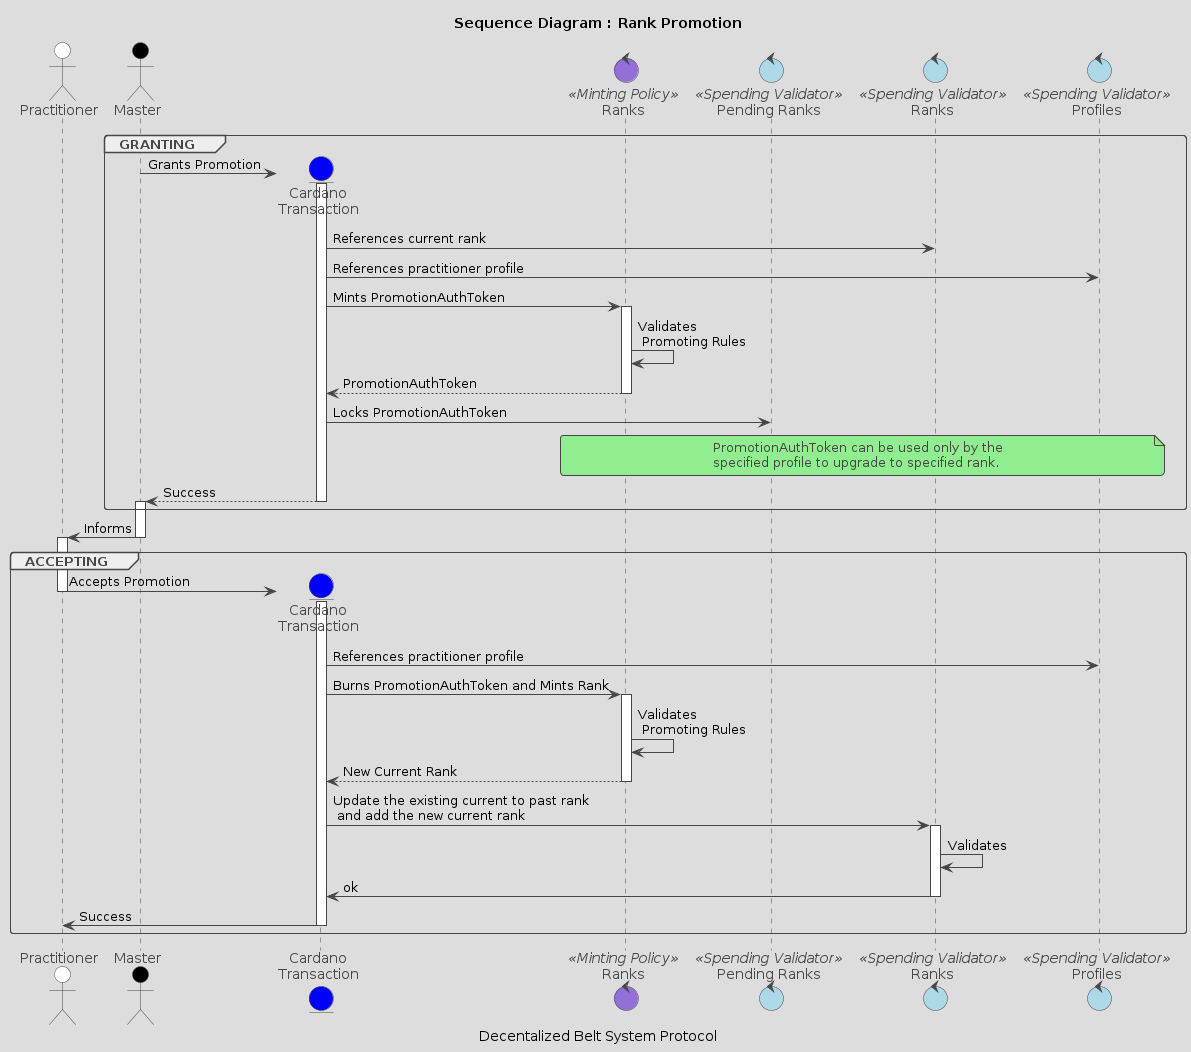 Sequence Diagram : Rank Promotion
Practitioner
Master
«Minting Policy»
Ranks
«Spending Validator»
Pending Ranks
«Spending Validator»
Ranks
«Spending Validator»
Profiles
GRANTING
Grants Promotion
Cardano
Transaction
References current rank
References practitioner profile
Mints PromotionAuthToken
Validates
Promoting Rules
PromotionAuthToken
Locks PromotionAuthToken
PromotionAuthToken can be used only by the
specified profile to upgrade to specified rank.
Success
Informs
ACCEPTING
Accepts Promotion
Cardano
Transaction
References practitioner profile
Burns PromotionAuthToken and Mints Rank
Validates
Promoting Rules
New Current Rank
Update the existing current to past rank
and add the new current rank
Validates
ok
Success
Practitioner
Master
Cardano
Transaction
«Minting Policy»
Ranks
«Spending Validator»
Pending Ranks
«Spending Validator»
Ranks
«Spending Validator»
Profiles
Decentalized Belt System Protocol